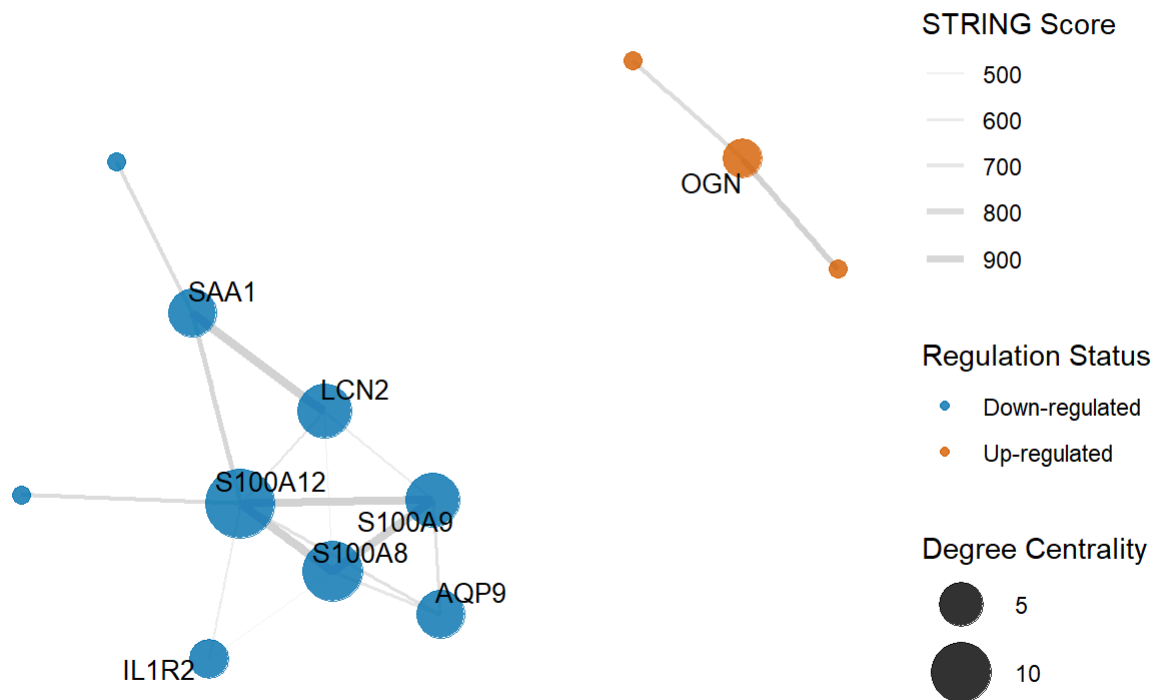 STRING Score
500
600
700
800
900
OGN
SAA1
LCN2
S100A12
S100A9
S100A8
AQP9
IL1R2
Regulation Status
Down-regulated
Up-regulated
Degree Centrality
5
10